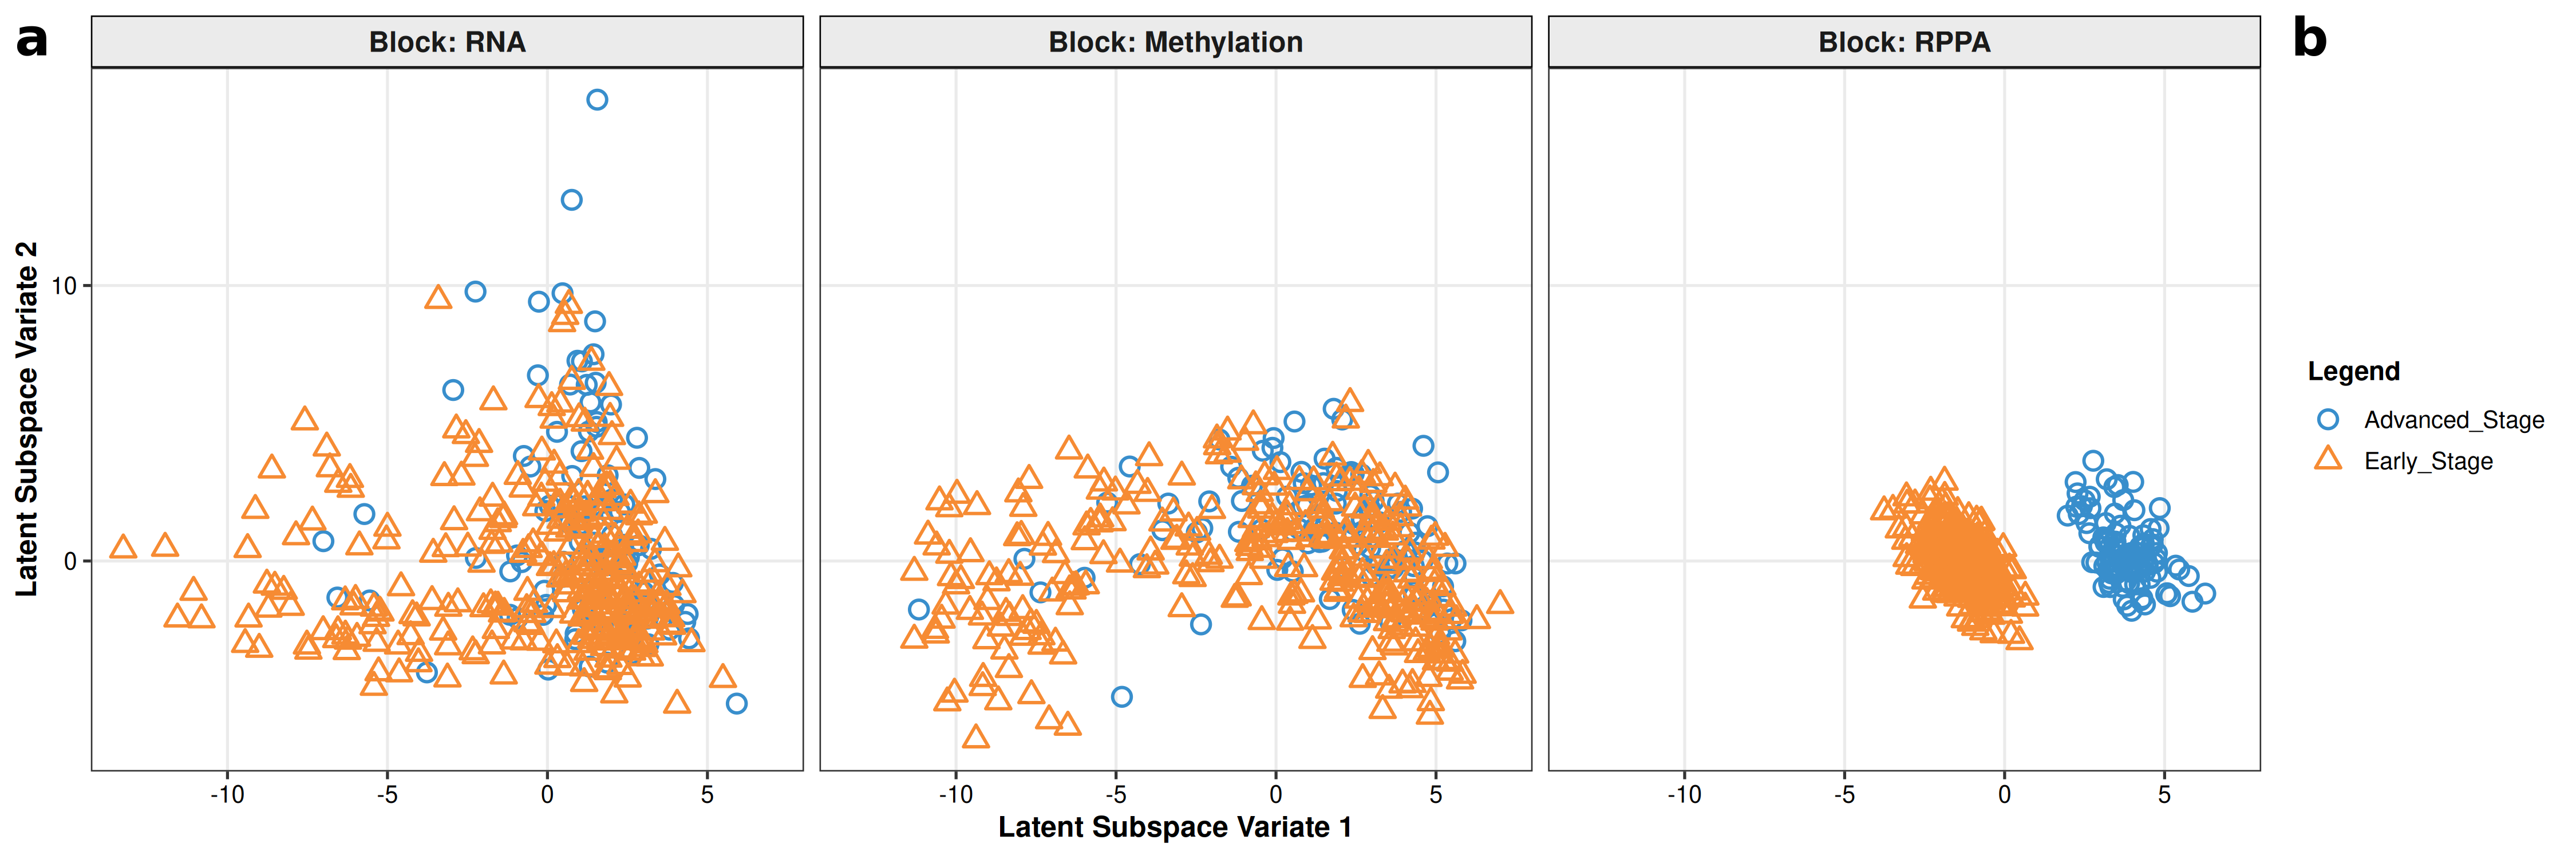 a
Block: RNA
Block: Methylation
Block: RPPA
b
Latent Subspace Variate 2
10
0
-10 -5 0 5
-10 -5 0 5
-10 -5 0 5
Latent Subspace Variate 1
Legend
Advanced_Stage
Early_Stage